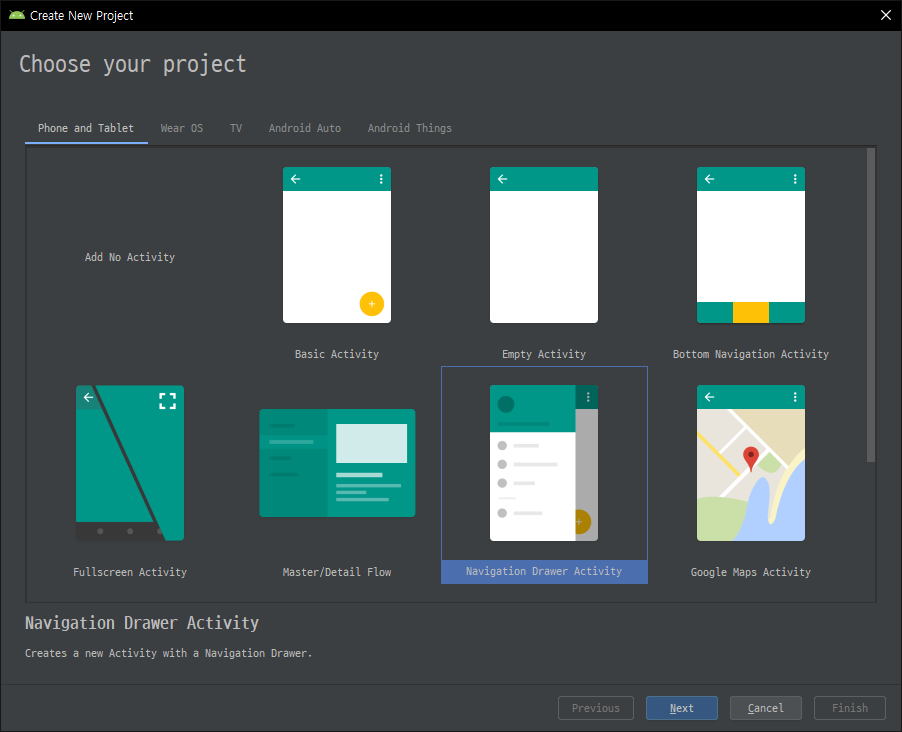 Create New Project
Choose your project
Phone and Tablet Wear OS TV Android Auto Android Things
Add No Activity
Basic Activity Empty Activity Bottom Navigation Activity
Fullscreen Activity Master/Detail Flow Navigation Drawer Activity Google Maps Activity
Navigation Drawer Activity
Creates a new Activity with a Navigation Drawer.
Previous Next Cancel Finish